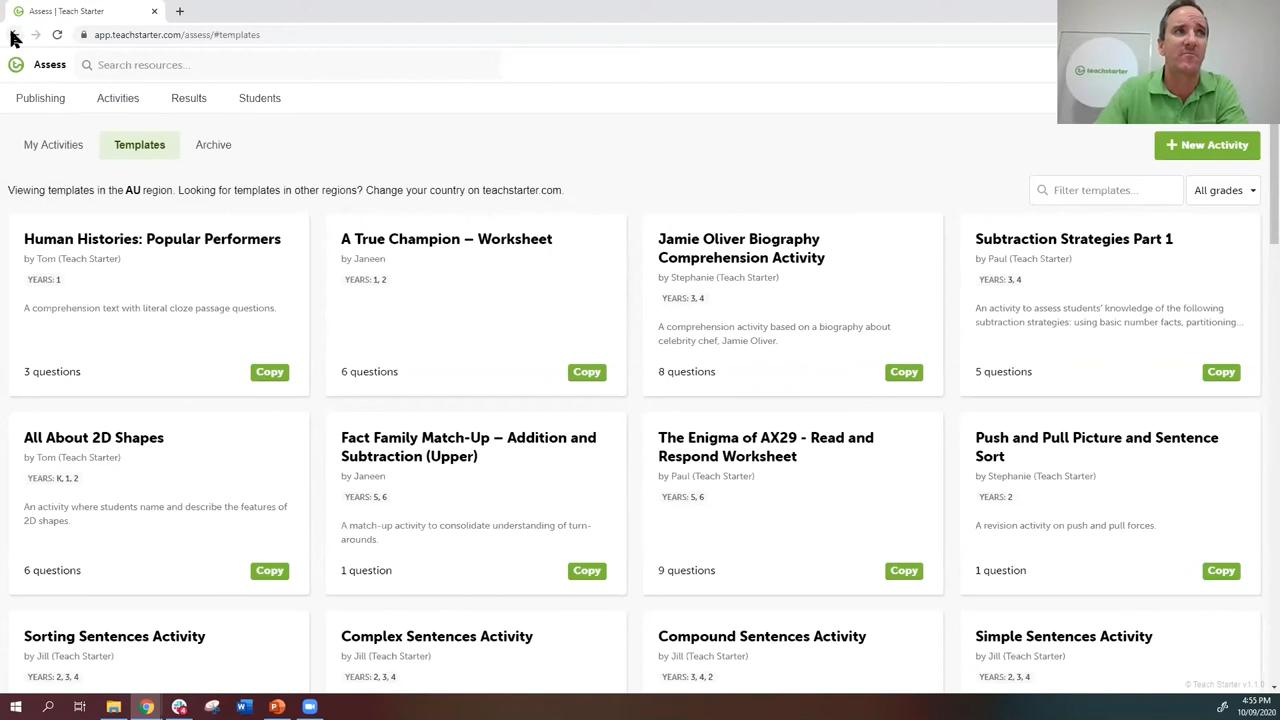 Assess | Teach Starter
app.teachstarter.com/assess/#templates
Assess
Search resources...
teachstarter
Publishing
Activities
Results
Students
My Activities
Templates
Archive
+ New Activity
Viewing templates in the AU region. Looking for templates in other regions? Change your country on teachstarter.com.
Filter templates...
All grades
Human Histories: Popular Performers
by Tom (Teach Starter)
YEARS: 1
A comprehension text with literal cloze passage questions.
3 questions
Copy
A True Champion – Worksheet
by Janeen
YEARS: 1, 2
6 questions
Copy
Jamie Oliver Biography
Comprehension Activity
by Stephanie (Teach Starter)
YEARS: 3, 4
A comprehension activity based on a biography about
celebrity chef, Jamie Oliver.
8 questions
Copy
Subtraction Strategies Part 1
by Paul (Teach Starter)
YEARS: 3, 4
An activity to assess students’ knowledge of the following
subtraction strategies: using basic number facts, partitioning...
5 questions
Copy
All About 2D Shapes
by Tom (Teach Starter)
YEARS: K, 1, 2
An activity where students name and describe the features of
2D shapes.
6 questions
Copy
Fact Family Match-Up – Addition and
Subtraction (Upper)
by Janeen
YEARS: 5, 6
A match-up activity to consolidate understanding of turn-
arounds.
1 question
Copy
The Enigma of AX29 - Read and
Respond Worksheet
by Paul (Teach Starter)
YEARS: 5, 6
9 questions
Copy
Push and Pull Picture and Sentence
Sort
by Stephanie (Teach Starter)
YEARS: 2
A revision activity on push and pull forces.
1 question
Copy
Sorting Sentences Activity
by Jill (Teach Starter)
YEARS: 2, 3, 4
Complex Sentences Activity
by Jill (Teach Starter)
YEARS: 2, 3, 4
Compound Sentences Activity
by Jill (Teach Starter)
YEARS: 3, 4, 2
Simple Sentences Activity
by Jill (Teach Starter)
YEARS: 2, 3, 4
© Teach Starter v1.1.0
4:55 PM
10/09/2020